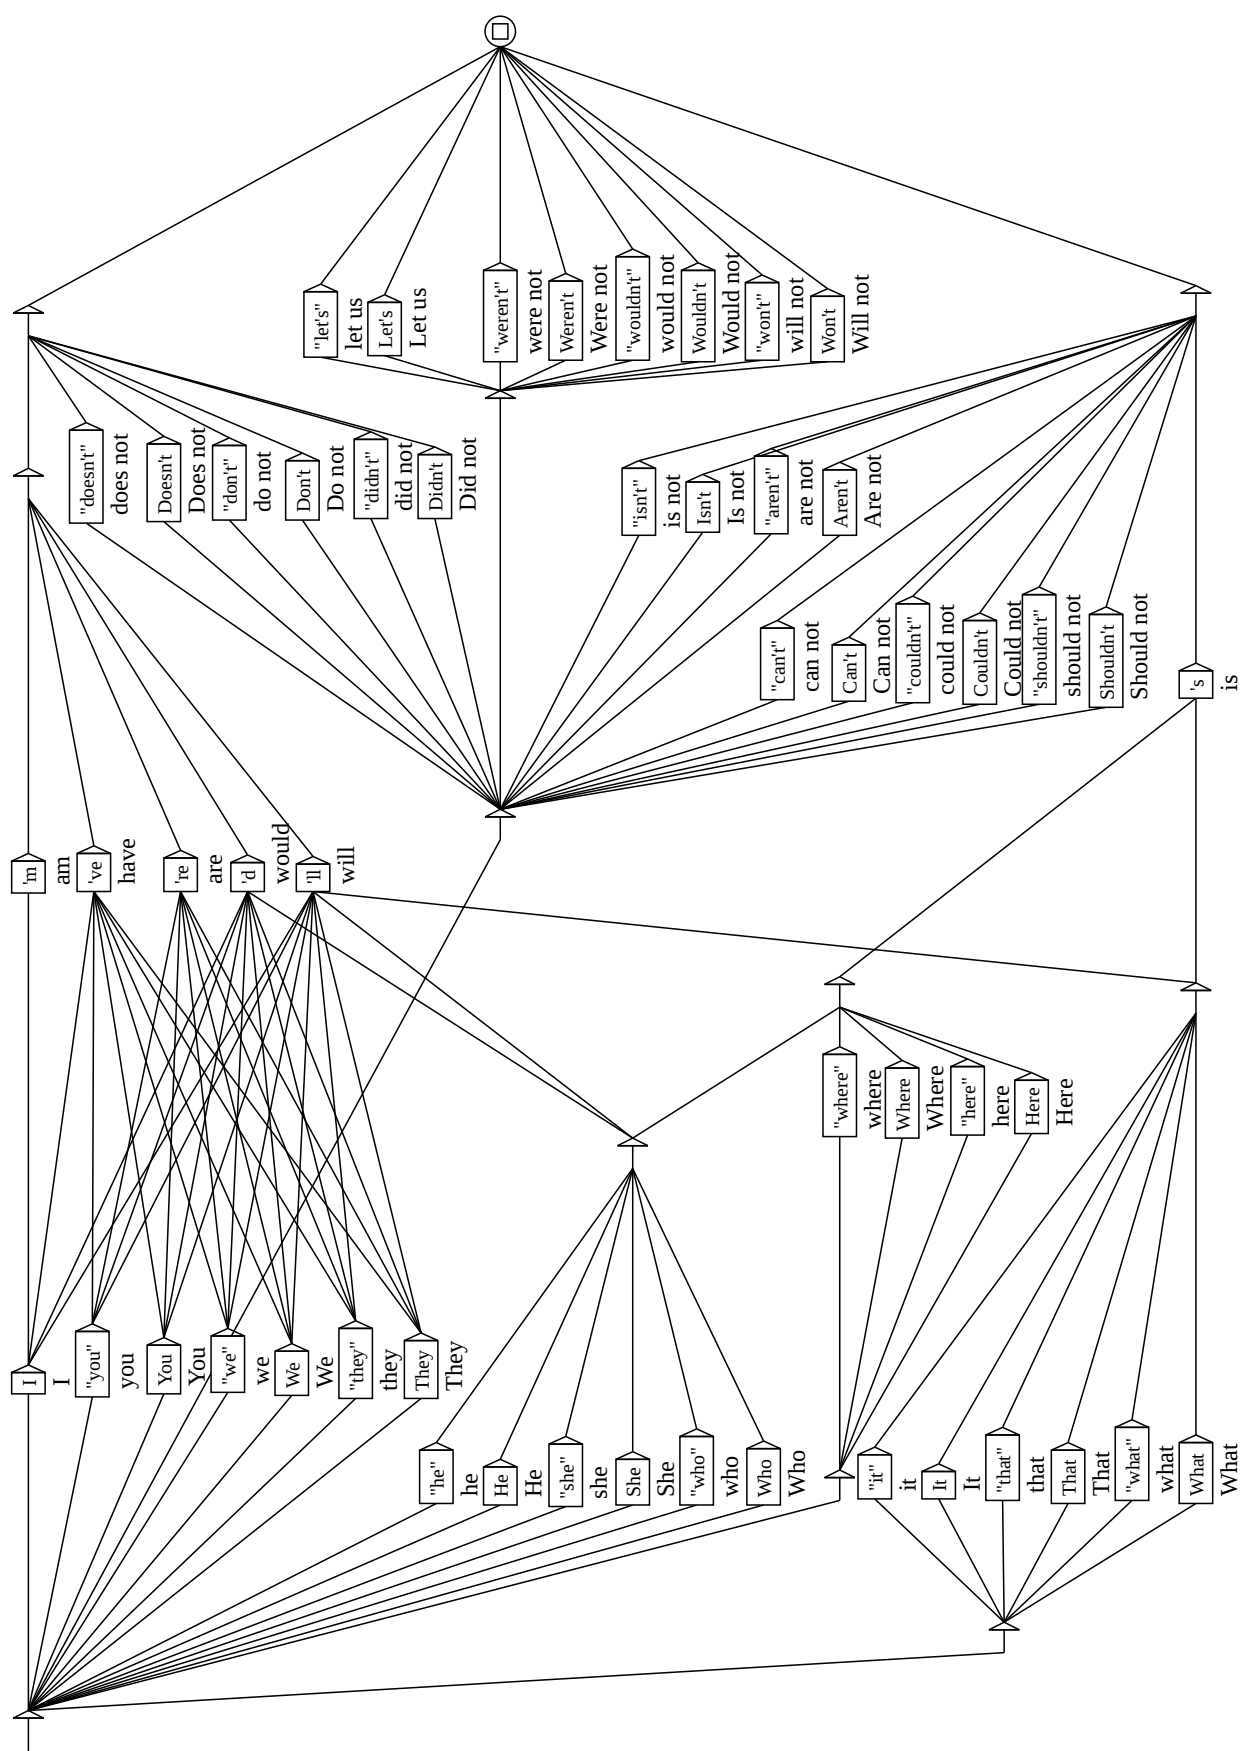 I
I
"you"
you
You
You
"we"
we
We
We
"they"
they
They
They
"he"
he
He
He
"she"
she
She
She
"who"
who
Who
Who
"it"
it
It
It
"that"
that
That
That
"what"
what
What
What
"where"
where
Where
Where
"here"
here
Here
Here
'm
am
've
have
're
are
'd
would
'll
will
's
is
"can't"
can not
Can't
Can not
"couldn't"
could not
Couldn't
Could not
"shouldn't"
should not
Shouldn't
Should not
"doesn't"
does not
Doesn't
Does not
"don't"
do not
Don't
Do not
"didn't"
did not
Didn't
Did not
"isn't"
is not
Isn't
Is not
"aren't"
are not
Aren't
Are not
"let's"
let us
Let's
Let us
"weren't"
were not
Weren't
Were not
"wouldn't"
would not
Wouldn't
Would not
"won't"
will not
Won't
Will not